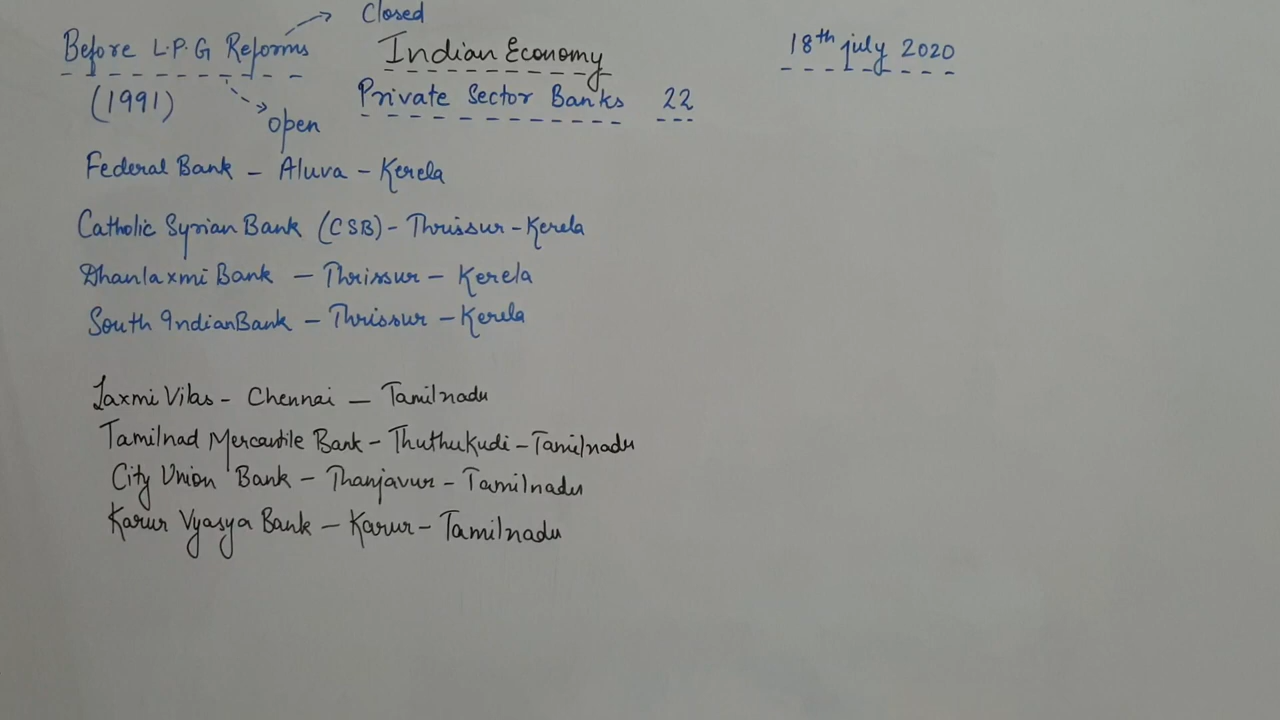 Closed
Before L.P.G Reforms
Indian Economy
18th july 2020
(1991)
open
Private Sector Banks 22
Federal Bank - Aluva - Kerela
Catholic Syrian Bank (CSB) - Thrissur - Kerela
Dhanlaxmi Bank - Thrissur - Kerela
South Indian Bank - Thrissur - Kerela
Laxmi Vilas - Chennai - Tamilnadu
Tamilnad Mercantile Bank - Thuthukudi - Tamilnadu
City Union Bank - Thanjavur - Tamilnadu
Karur Vyasya Bank - Karur - Tamilnadu